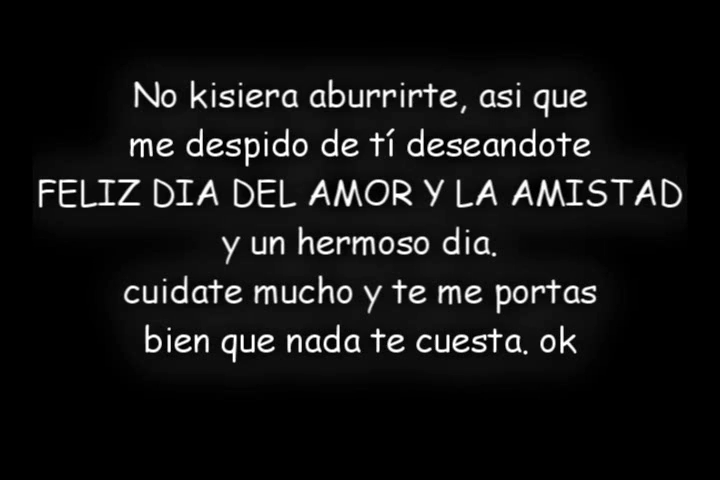 No kisiera aburrirte, asi que
me despido de tí deseandote
FELIZ DIA DEL AMOR Y LA AMISTAD
y un hermoso dia.
cuidate mucho y te me portas
bien que nada te cuesta. ok